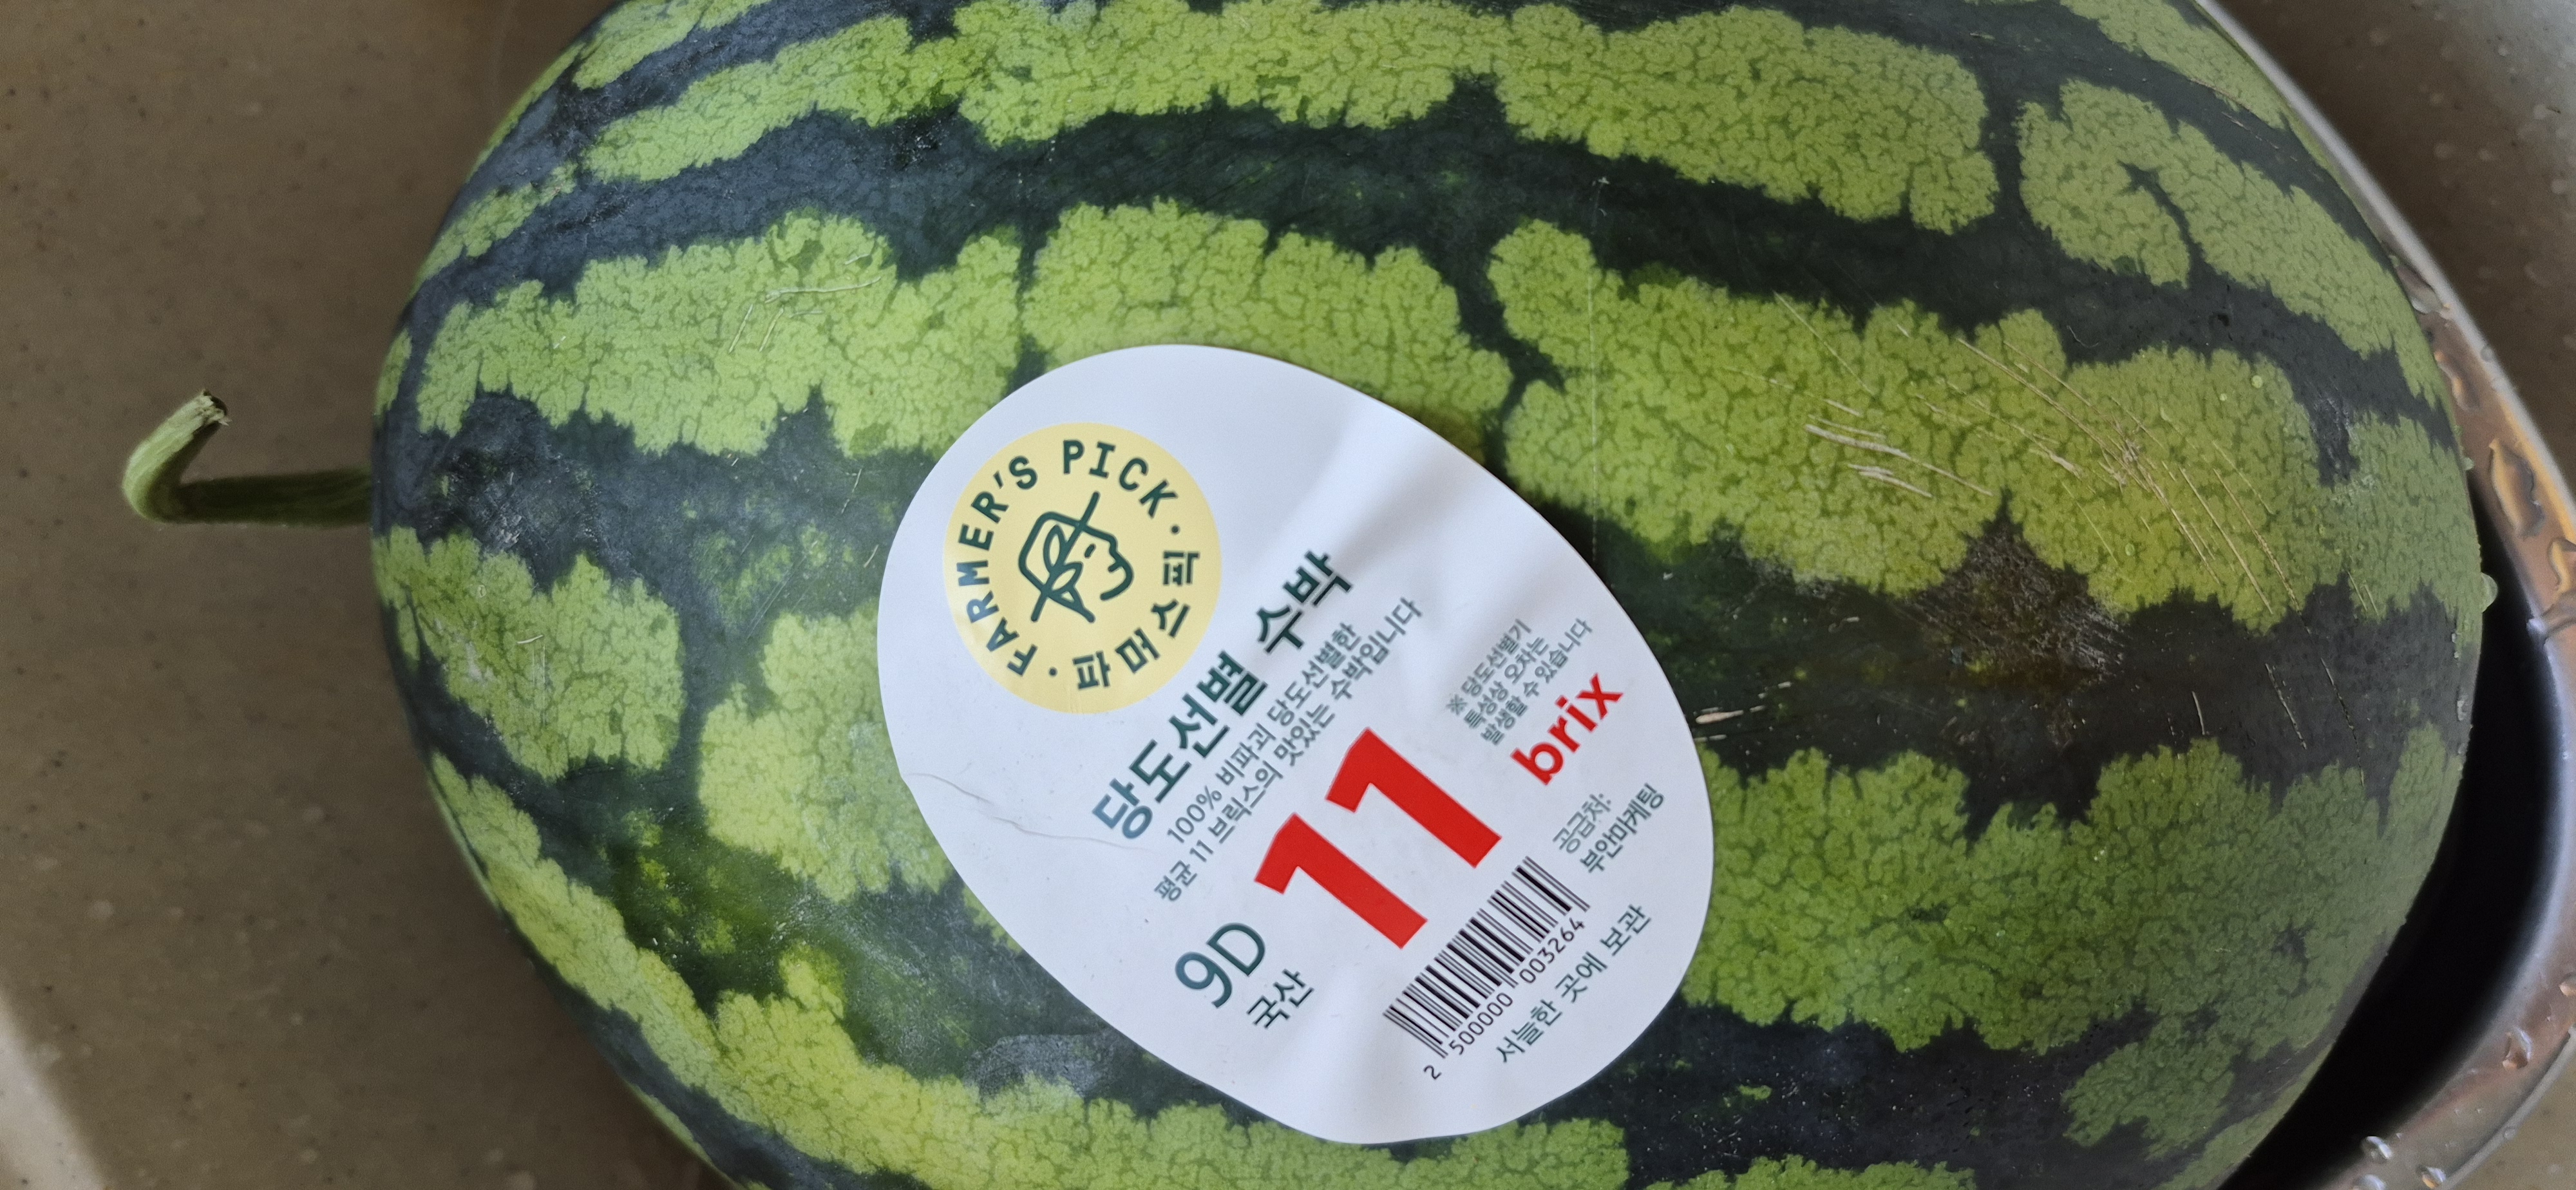 FARMER'S PICK · 파머스픽 ·
당도선별 수박
100% 비파괴 당도선별한
평균 11 브릭스의 맛있는 수박입니다
※ 당도선별기
특성상 오차는
발생할 수 있습니다
11 brix
9D
국산
공급처:
부안마케팅
2 500000 003264
서늘한 곳에 보관